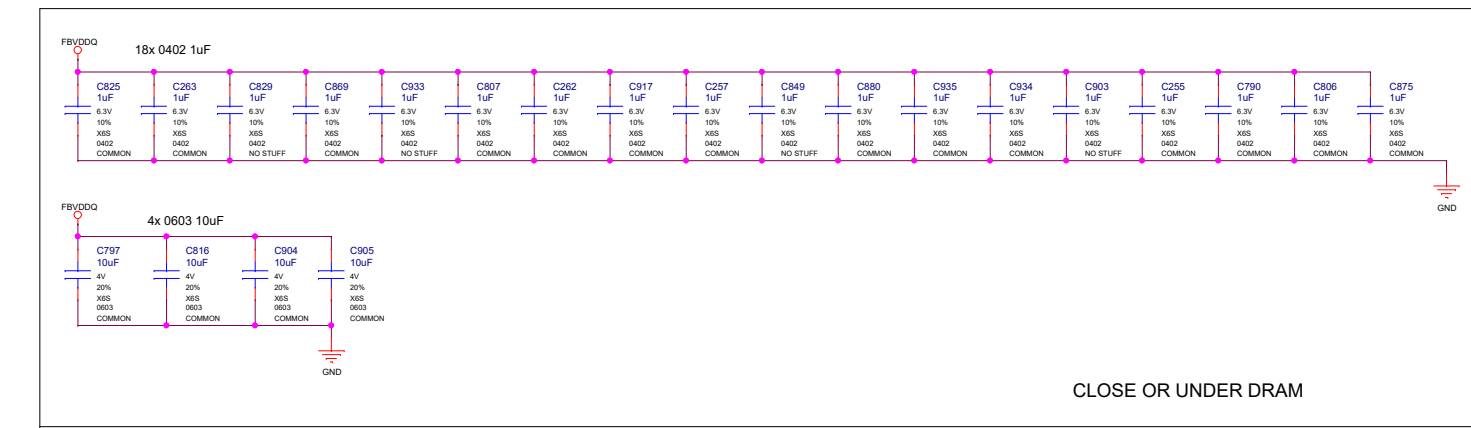 FBVDDQ
18x 0402 1uF
C825 C263 C829 C869 C933 C807 C262 C917 C257 C849 C880 C935 C934 C903 C255 C790 C806 C875
1uF 1uF 1uF 1uF 1uF 1uF 1uF 1uF 1uF 1uF 1uF 1uF 1uF 1uF 1uF 1uF 1uF 1uF
6.3V 6.3V 6.3V 6.3V 6.3V 6.3V 6.3V 6.3V 6.3V 6.3V 6.3V 6.3V 6.3V 6.3V 6.3V 6.3V 6.3V 6.3V
10% 10% 10% 10% 10% 10% 10% 10% 10% 10% 10% 10% 10% 10% 10% 10% 10% 10%
X6S X6S X6S X6S X6S X6S X6S X6S X6S X6S X6S X6S X6S X6S X6S X6S X6S X6S
0402 0402 0402 0402 0402 0402 0402 0402 0402 0402 0402 0402 0402 0402 0402 0402 0402 0402
COMMON COMMON NO STUFF COMMON NO STUFF COMMON COMMON COMMON COMMON NO STUFF COMMON COMMON COMMON NO STUFF COMMON COMMON COMMON COMMON
GND
FBVDDQ
4x 0603 10uF
C797 C816 C904 C905
10uF 10uF 10uF 10uF
4V 4V 4V 4V
20% 20% 20% 20%
X6S X6S X6S X6S
0603 0603 0603 0603
COMMON COMMON COMMON COMMON
GND
CLOSE OR UNDER DRAM